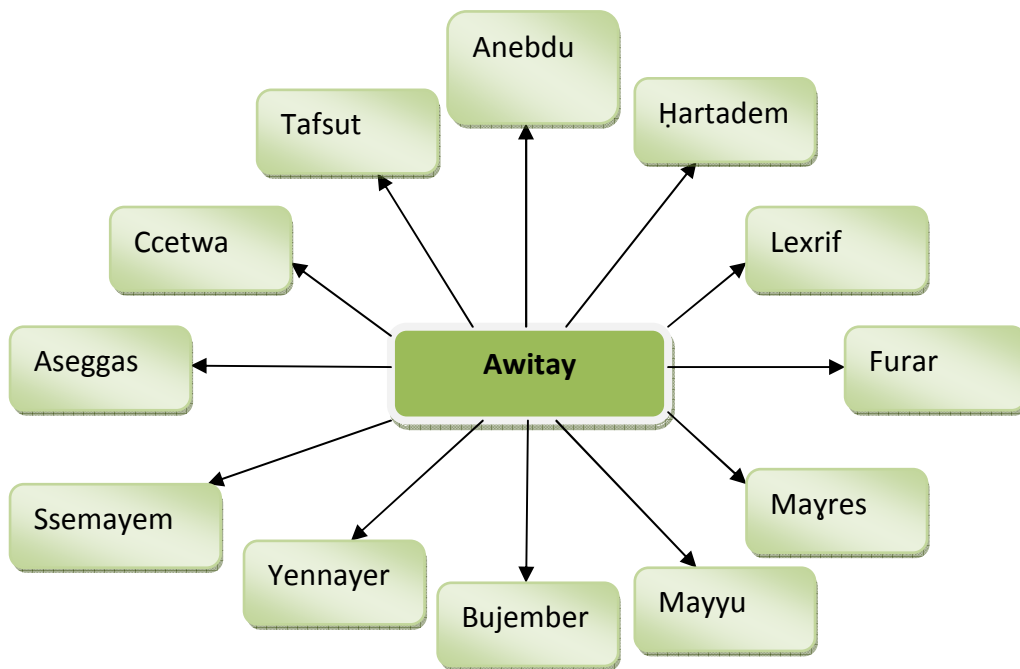 Anebdu
Tafsut
Ḥartadem
Ccetwa
Lexrif
Aseggas
Awitay
Furar
Ssemayem
Maɣres
Yennayer
Bujember
Mayyu